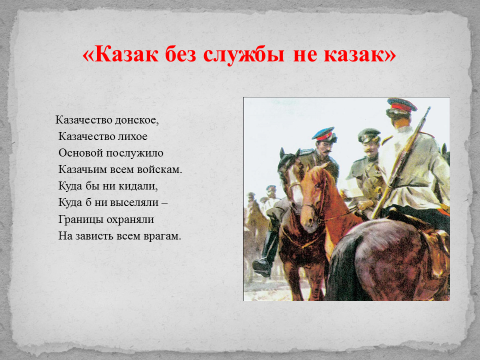 «Казак без службы не казак»
Казачество донское,
Казачество лихое
Основой послужило
Казачьим всем войскам.
Куда бы ни кидали,
Куда б ни выселяли –
Границы охраняли
На зависть всем врагам.